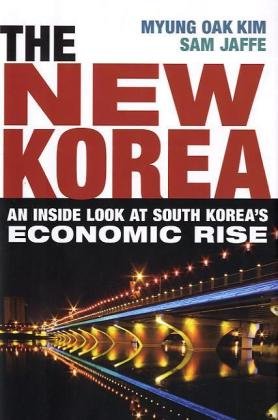 MYUNG OAK KIM
SAM JAFFE
THE
NEW
KOREA
AN INSIDE LOOK AT SOUTH KOREA'S
ECONOMIC RISE